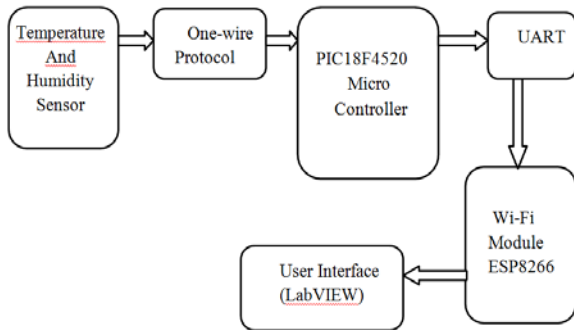 Temperature
And
Humidity
Sensor
One-wire
Protocol
PIC18F4520
Micro
Controller
UART
Wi-Fi
Module
ESP8266
User Interface
(LabVIEW)